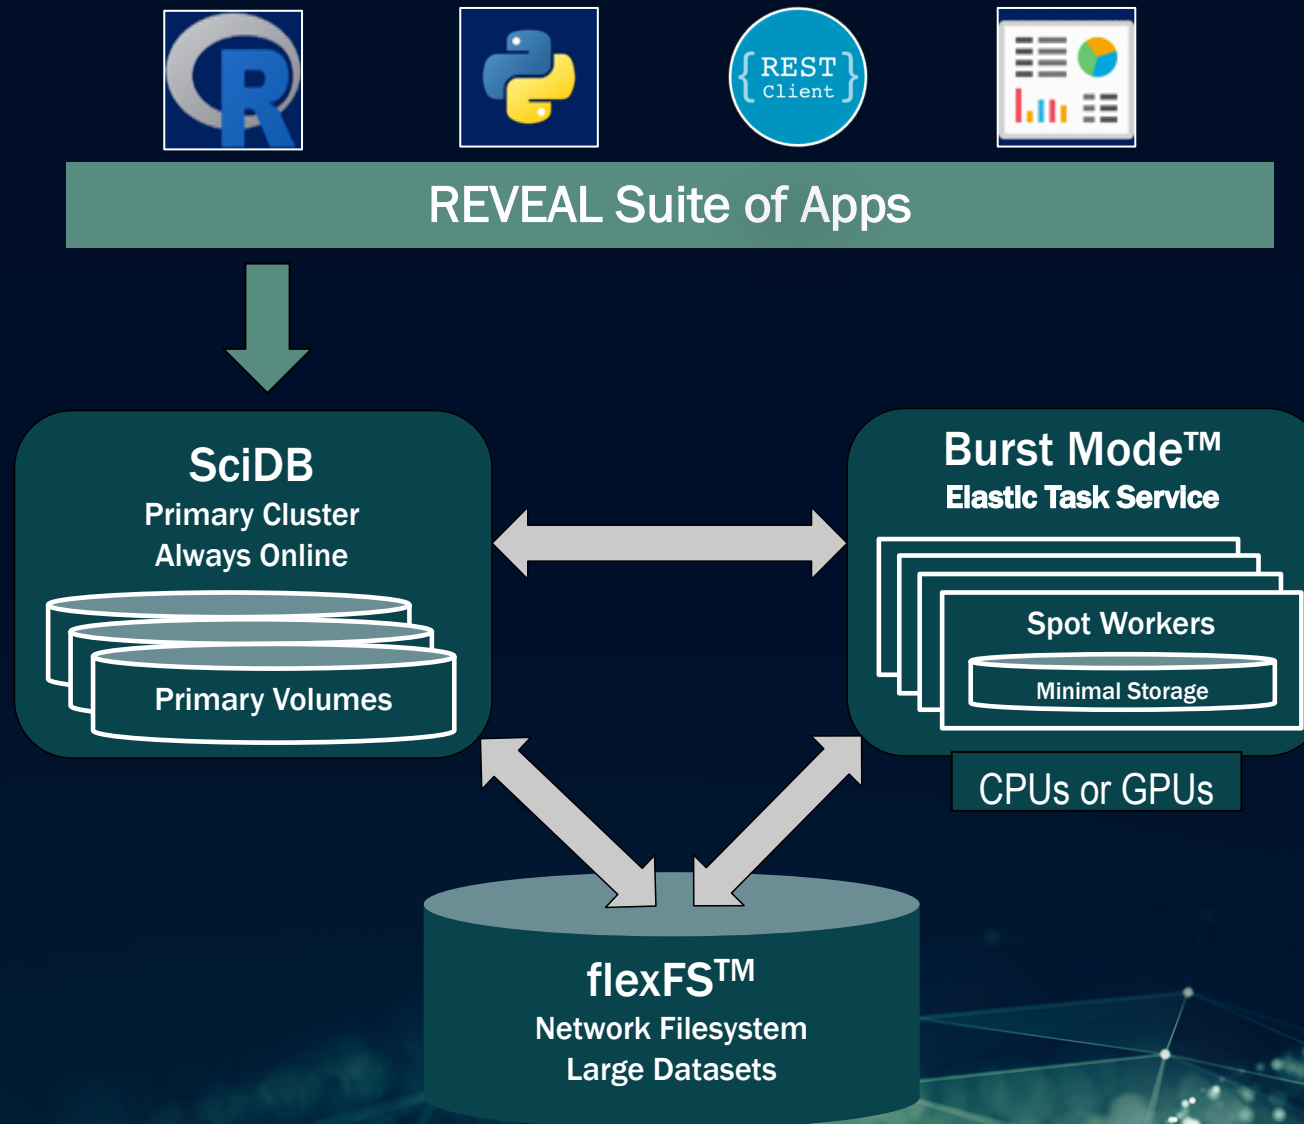 R
{ REST }
Client
REVEAL Suite of Apps
SciDB
Primary Cluster
Always Online
Primary Volumes
Burst Mode™
Elastic Task Service
Spot Workers
Minimal Storage
CPUs or GPUs
flexFS™
Network Filesystem
Large Datasets